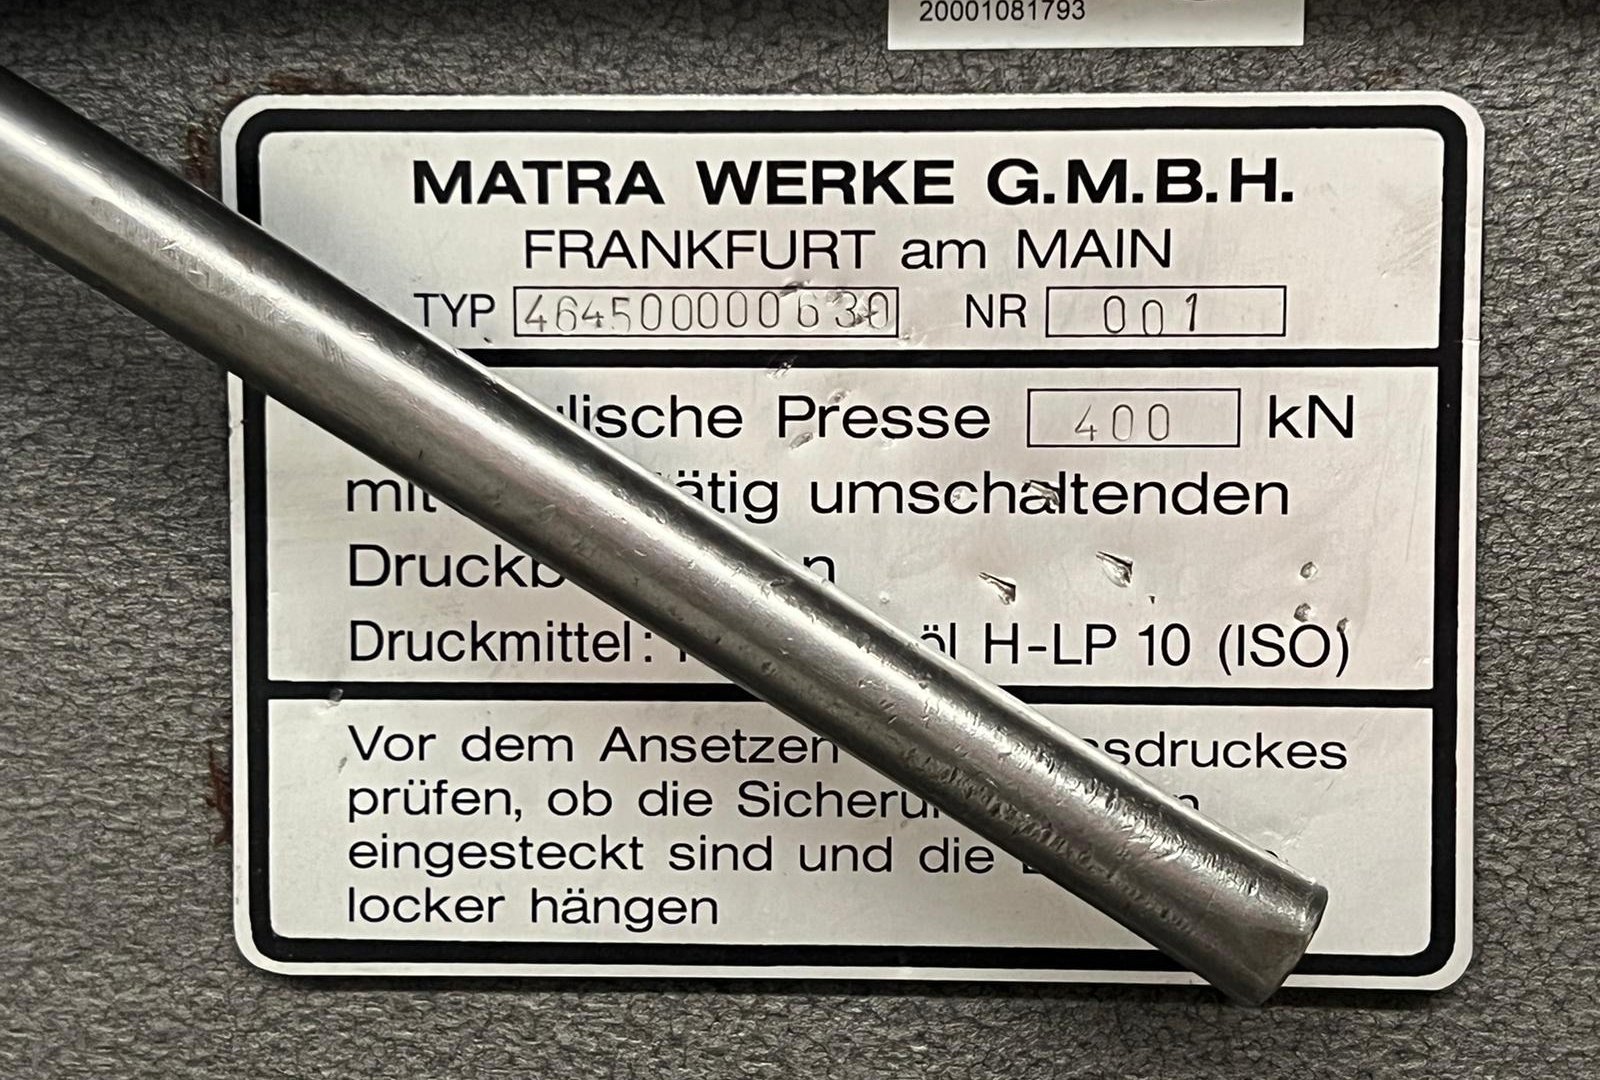 20001081793
MATRA WERKE G.M.B.H.
FRANKFURT am MAIN
TYP 464500000630 NR 001
Presse 400 kN
umschaltenden
Druckmittel: H-LP 10 (ISO)
Vor dem Ansetzen
prüfen, ob die
eingesteckt sind und die
locker hängen